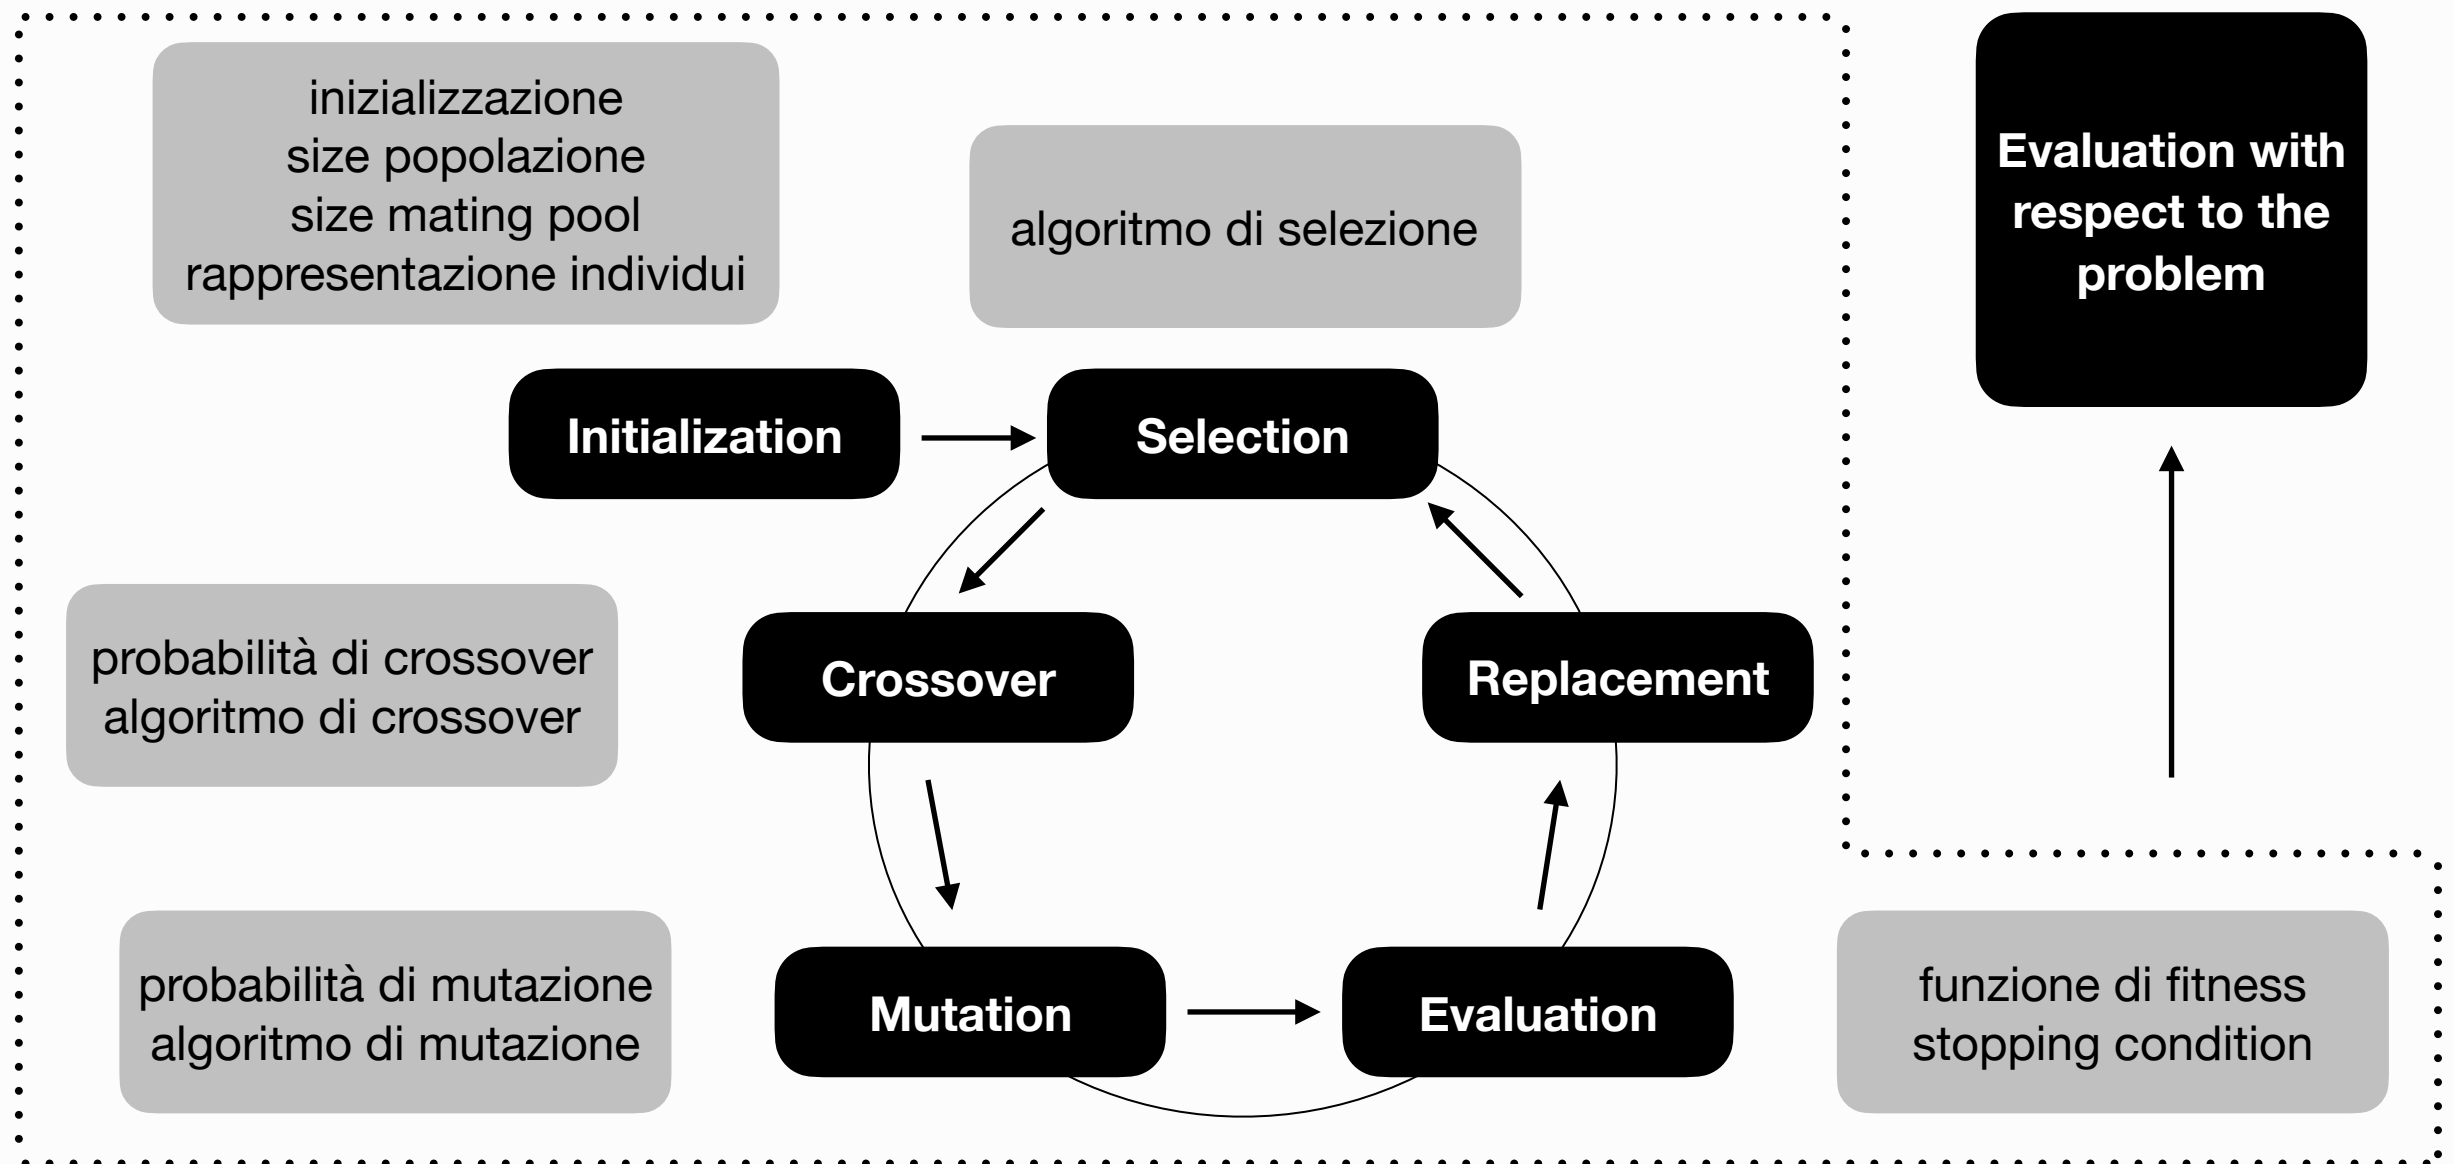 inizializzazione
size popolazione
size mating pool
rappresentazione individui
algoritmo di selezione
Evaluation with
respect to the
problem
Initialization
Selection
probabilità di crossover
algoritmo di crossover
Crossover
Replacement
probabilità di mutazione
algoritmo di mutazione
Mutation
Evaluation
funzione di fitness
stopping condition